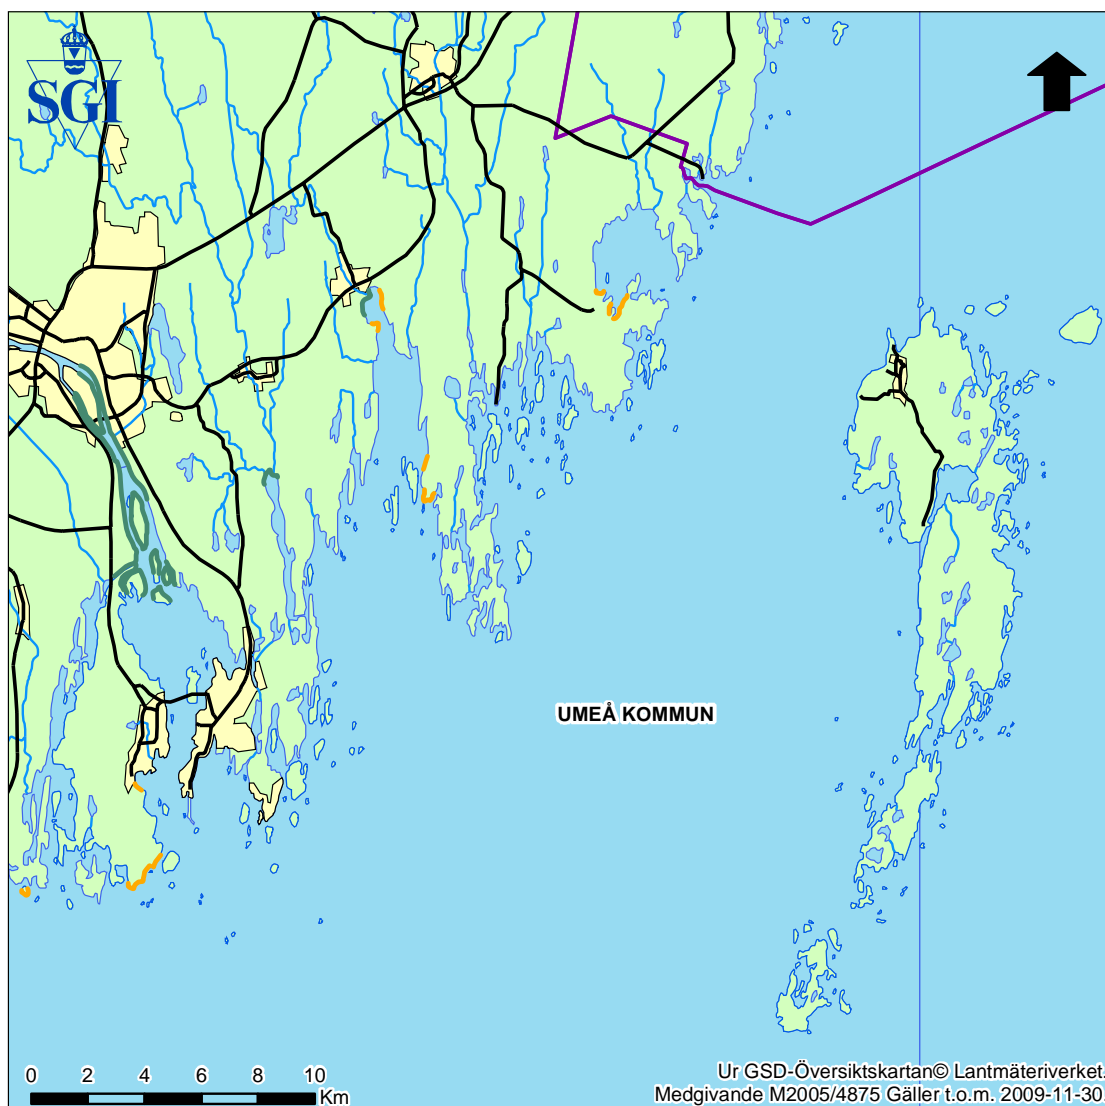 SGI
UMEÅ KOMMUN
0 2 4 6 8 10
Km
Ur GSD-Översiktskartan© Lantmäteriverket.
Medgivande M2005/4875 Gäller t.o.m. 2009-11-30.